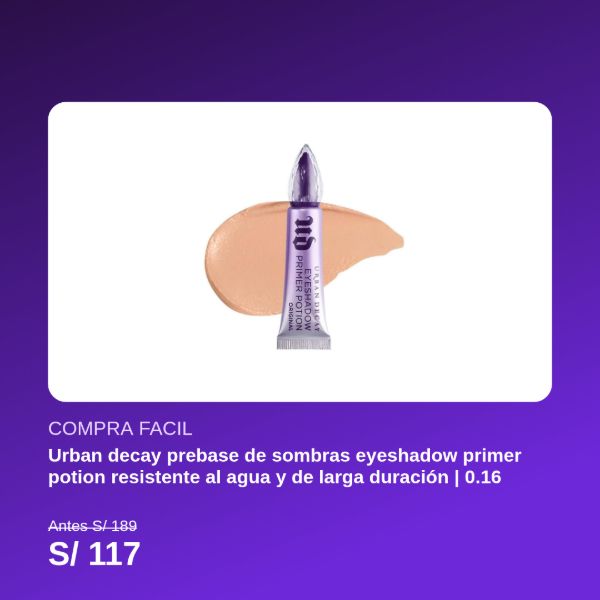 UD
URBAN DECAY
EYESHADOW
PRIMER POTION
ORIGINAL
COMPRA FACIL
Urban decay prebase de sombras eyeshadow primer
potion resistente al agua y de larga duración | 0.16
Antes S/ 189
S/ 117